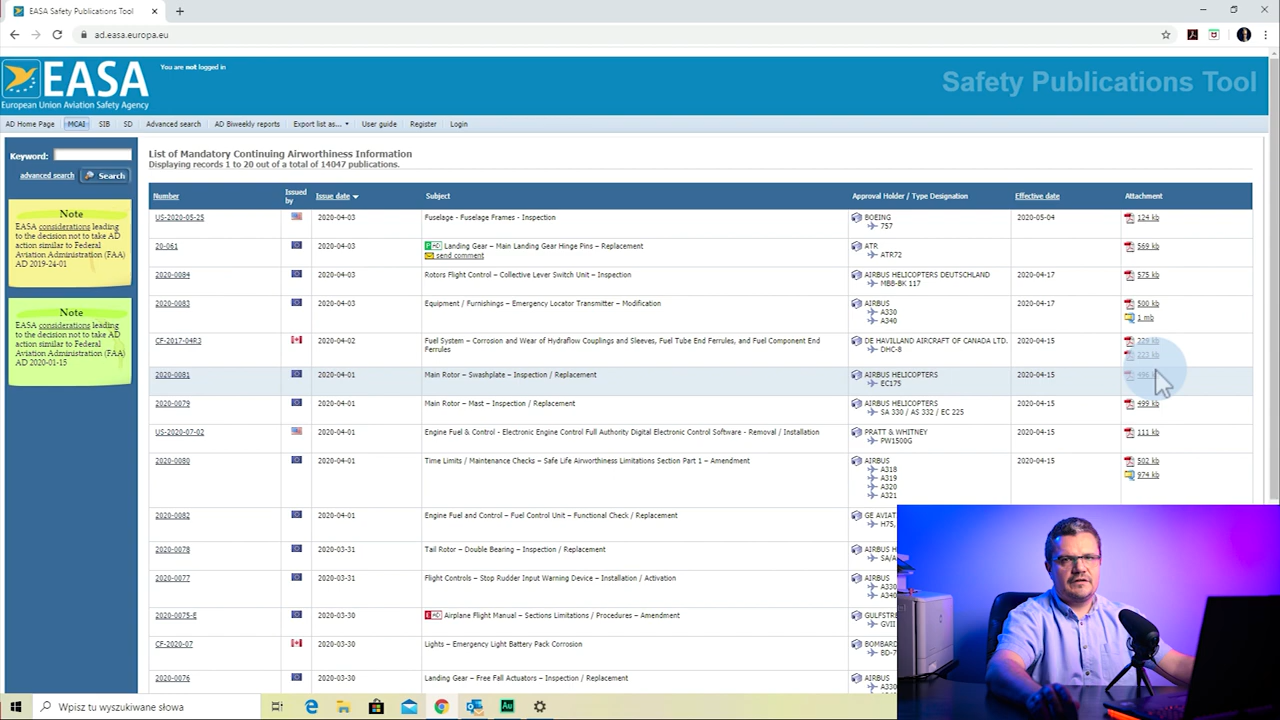 EASA Safety Publications Tool
ad.easa.europa.eu
EASA
European Union Aviation Safety Agency
You are not logged in
Safety Publications Tool
AD Home Page MCAI SIB SD Advanced search AD Biweekly reports Export list as... User guide Register Login
Keyword:
advanced search Search
Note
EASA considerations leading
to the decision not to take AD
action similar to Federal
Aviation Administration (FAA)
AD 2019-24-01
Note
EASA considerations leading
to the decision not to take AD
action similar to Federal
Aviation Administration (FAA)
AD 2020-01-15
List of Mandatory Continuing Airworthiness Information
Displaying records 1 to 20 out of a total of 14047 publications.
Number Issued by Issue date Subject Approval Holder / Type Designation Effective date Attachment
US-2020-05-25 2020-04-03 Fuselage - Fuselage Frames - Inspection BOEING 2020-05-04 124 kb
757
20-061 2020-04-03 P AD Landing Gear – Main Landing Gear Hinge Pins – Replacement ATR 569 kb
send comment ATR72
2020-0084 2020-04-03 Rotors Flight Control – Collective Lever Switch Unit – Inspection AIRBUS HELICOPTERS DEUTSCHLAND 2020-04-17 575 kb
MBB-BK 117
2020-0083 2020-04-03 Equipment / Furnishings – Emergency Locator Transmitter – Modification AIRBUS 2020-04-17 500 kb
A330
A340 1 mb
CF-2017-04R3 2020-04-02 Fuel System – Corrosion and Wear of Hydraflow Couplings and Sleeves, Fuel Tube End Ferrules, and Fuel Component End DE HAVILLAND AIRCRAFT OF CANADA LTD. 229 kb
Ferrules DHC-8 223 kb
2020-0081 2020-04-01 Main Rotor – Swashplate – Inspection / Replacement AIRBUS HELICOPTERS 2020-04-15
EC175
2020-0079 2020-04-01 Main Rotor – Mast – Inspection / Replacement AIRBUS HELICOPTERS 2020-04-15 499 kb
SA 330 / AS 332 / EC 225
US-2020-07-02 2020-04-01 Engine Fuel & Control - Electronic Engine Control Full Authority Digital Electronic Control Software - Removal / Installation PRATT & WHITNEY 2020-04-15 111 kb
PW1500G
2020-0080 2020-04-01 Time Limits / Maintenance Checks – Safe Life Airworthiness Limitations Section Part 1 – Amendment AIRBUS 2020-04-15 502 kb
A318 974 kb
A319
A320
A321
2020-0082 2020-04-01 Engine Fuel and Control – Fuel Control Unit – Functional Check / Replacement GE AVIAT
H75,
2020-0078 2020-03-31 Tail Rotor – Double Bearing – Inspection / Replacement AIRBUS H
SA/A
2020-0077 2020-03-31 Flight Controls – Stop Rudder Input Warning Device – Installation / Activation AIRBUS
A330
A340
2020-0075-E 2020-03-30 E AD Airplane Flight Manual – Sections Limitations / Procedures – Amendment GULFSTRE
GVII
CF-2020-07 2020-03-30 Lights – Emergency Light Battery Pack Corrosion BOMBARD
BD-7
2020-0076 2020-03-30 Landing Gear – Free Fall Actuators – Inspection / Replacement AIRBUS
A330
Wpisz tu wyszukiwane słowa
Au